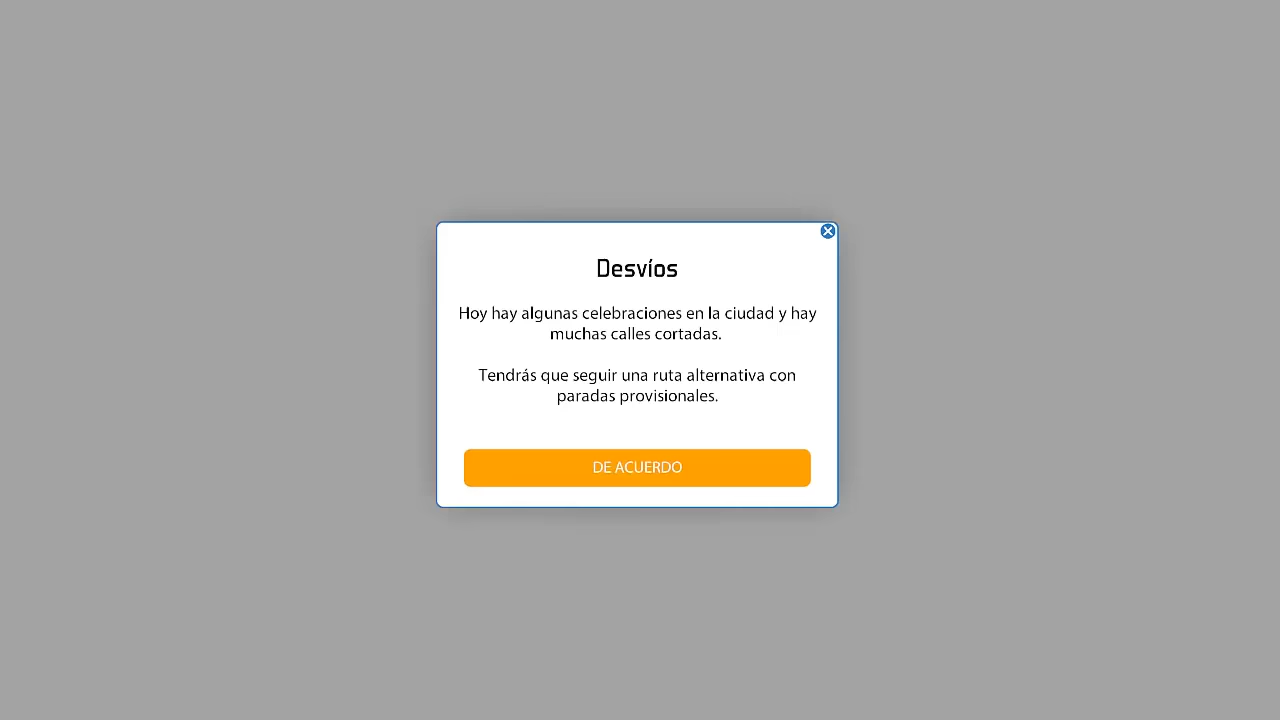 Desvíos
Hoy hay algunas celebraciones en la ciudad y hay
muchas calles cortadas.
Tendrás que seguir una ruta alternativa con
paradas provisionales.
DE ACUERDO